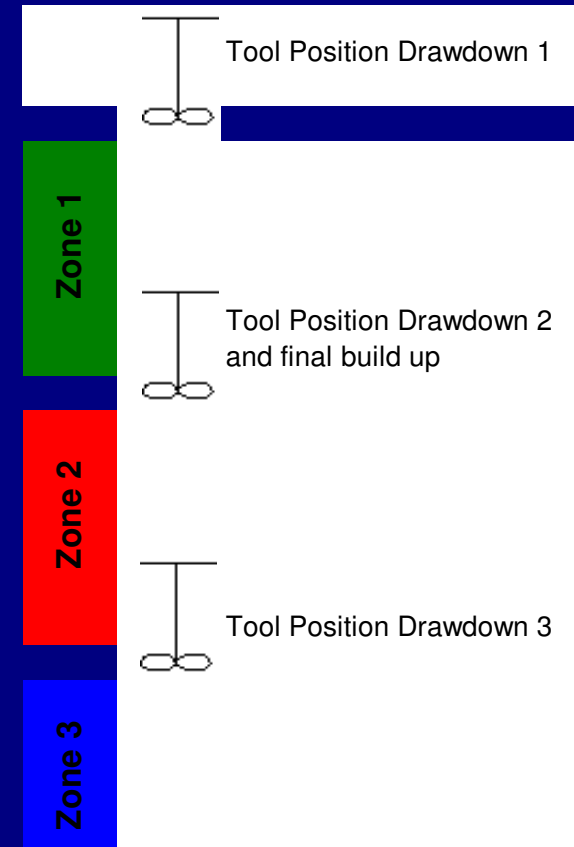 Tool Position Drawdown 1
Zone 1
Tool Position Drawdown 2
and final build up
Zone 2
Tool Position Drawdown 3
Zone 3